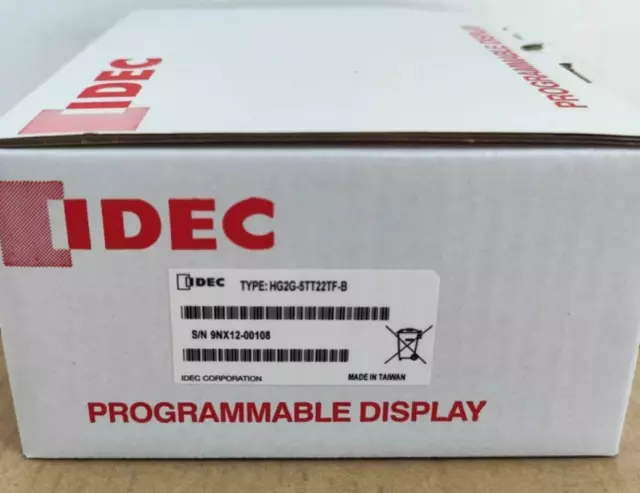 IDEC
PROGRAMMABLE DISPLAY
IDEC
IDEC TYPE: HG2G-5TT22TF-B
S/N 9NX12-00108
IDEC CORPORATION MADE IN TAIWAN
PROGRAMMABLE DISPLAY